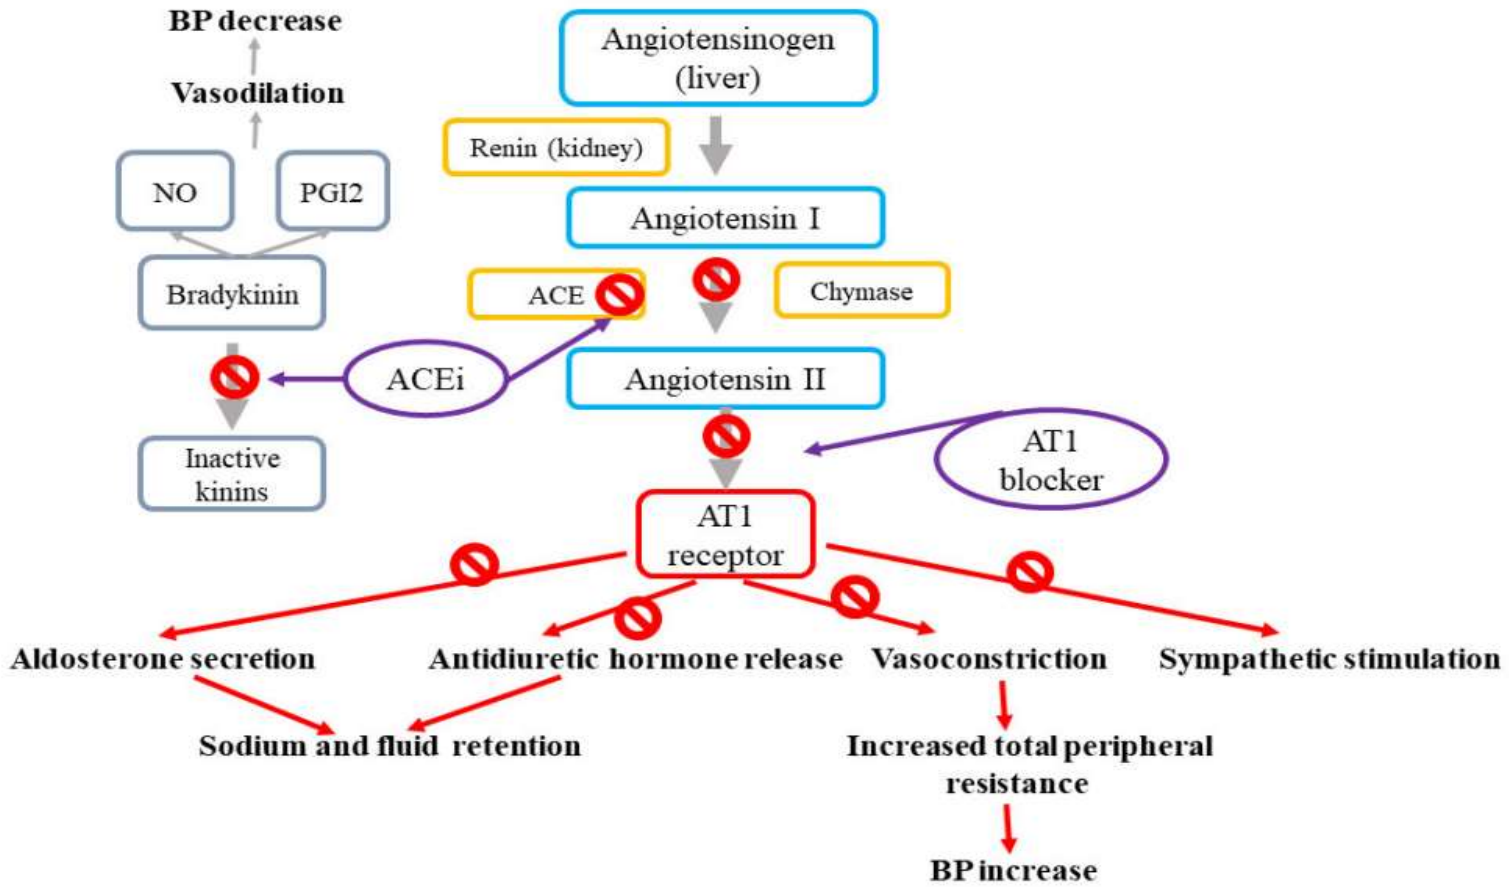 BP decrease
Vasodilation
NO
PGI2
Bradykinin
Inactive
kinins
ACEi
Angiotensinogen
(liver)
Renin (kidney)
Angiotensin I
ACE
Chymase
Angiotensin II
AT1
blocker
AT1
receptor
Aldosterone secretion
Antidiuretic hormone release
Vasoconstriction
Sympathetic stimulation
Sodium and fluid retention
Increased total peripheral
resistance
BP increase